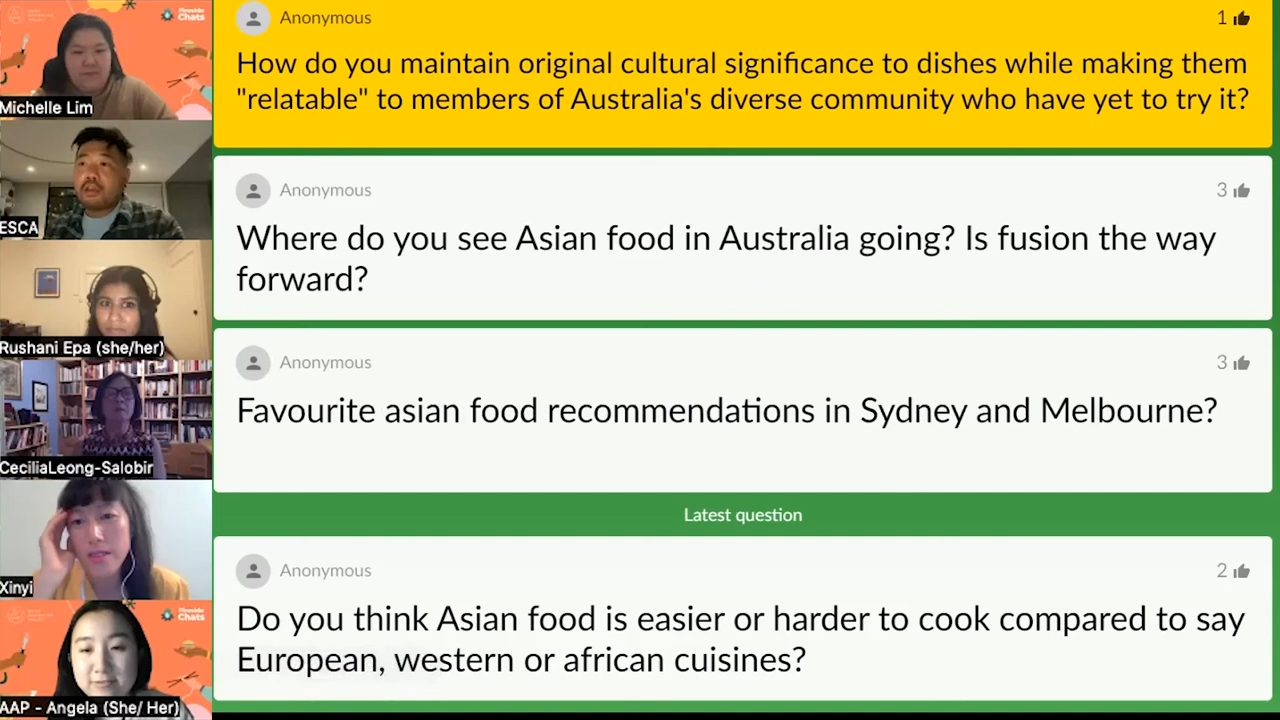 Fireside
Chats
Michelle Lim
ESCA
Rushani Epa (she/her)
CeciliaLeong-Salobir
Xinyi
Fireside
Chats
AAP - Angela (She/ Her)
Anonymous
1
How do you maintain original cultural significance to dishes while making them
"relatable" to members of Australia's diverse community who have yet to try it?
Anonymous
3
Where do you see Asian food in Australia going? Is fusion the way
forward?
Anonymous
3
Favourite asian food recommendations in Sydney and Melbourne?
Latest question
Anonymous
2
Do you think Asian food is easier or harder to cook compared to say
European, western or african cuisines?